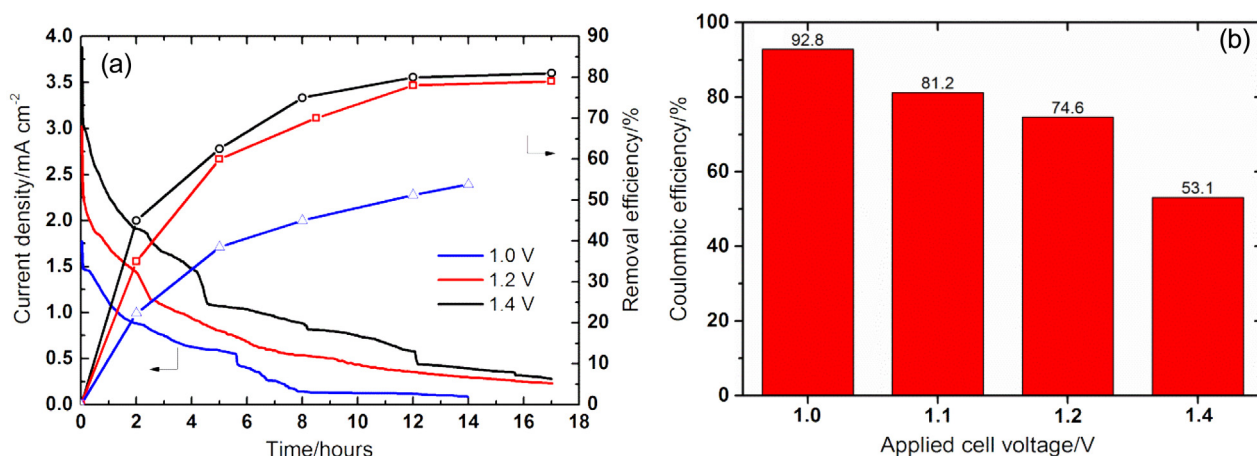 (a)
Current density/mA cm⁻²
4.0
3.5
3.0
2.5
2.0
1.5
1.0
0.5
0.0
90
80
70
60
50
40
30
20
10
0
Removal efficiency/%
1.0 V
1.2 V
1.4 V
0 2 4 6 8 10 12 14 16 18
Time/hours
(b)
Coulombic efficiency/%
100
80
60
40
20
0
92.8
81.2
74.6
53.1
1.0 1.1 1.2 1.4
Applied cell voltage/V